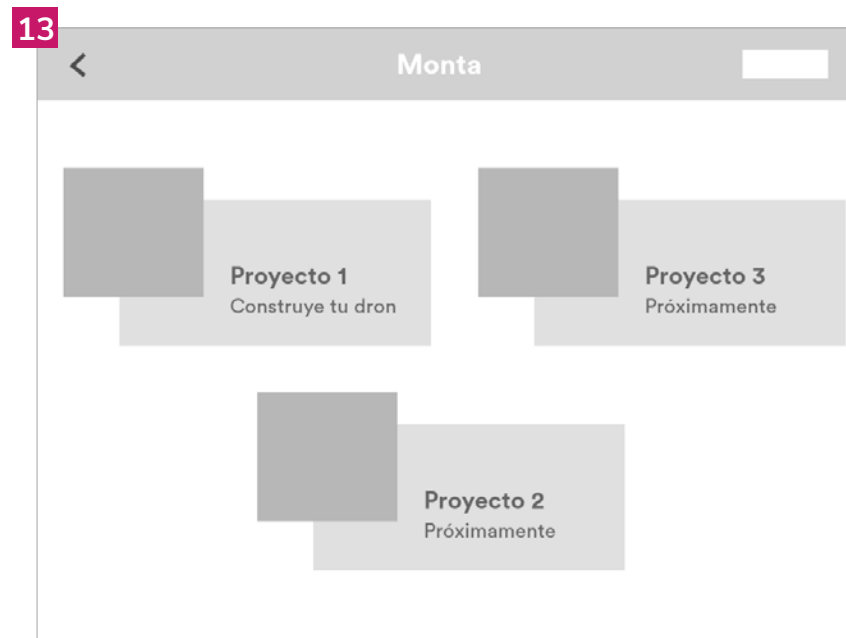 13
Monta
Proyecto 1
Construye tu dron
Proyecto 3
Próximamente
Proyecto 2
Próximamente